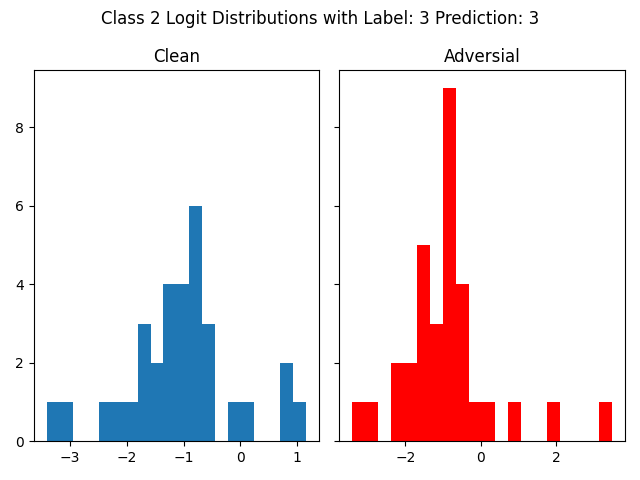 Class 2 Logit Distributions with Label: 3 Prediction: 3
Clean
Adversial
8
6
4
2
0
−3 −2 −1 0 1
−2 0 2